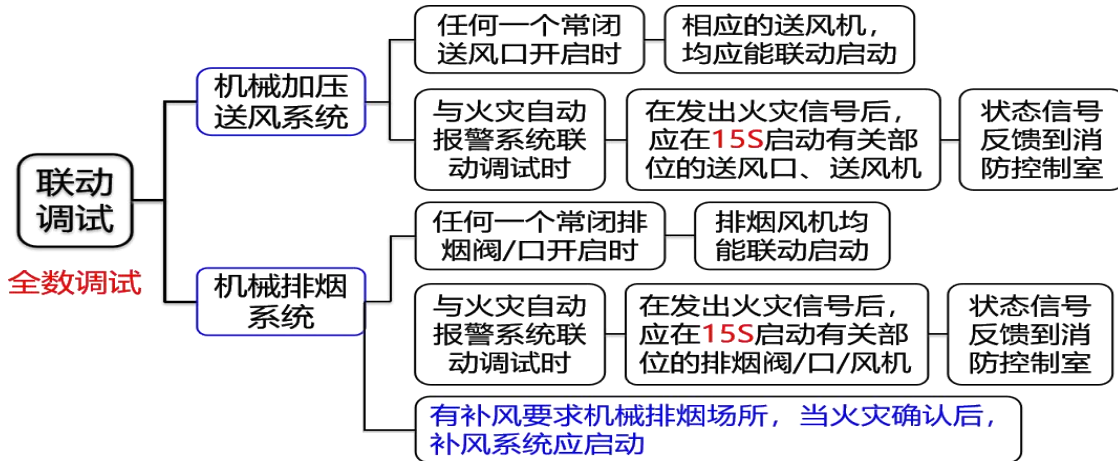 联动
调试
全数调试
机械加压
送风系统
任何一个常闭
送风口开启时
相应的送风机，
均应能联动启动
与火灾自动
报警系统联
动调试时
在发出火灾信号后，
应在15S启动有关部
位的送风口、送风机
状态信号
反馈到消
防控制室
机械排烟
系统
任何一个常闭排
烟阀/口开启时
排烟风机均
能联动启动
与火灾自动
报警系统联
动调试时
在发出火灾信号后，
应在15S启动有关部
位的排烟阀/口/风机
状态信号
反馈到消
防控制室
有补风要求机械排烟场所，当火灾确认后，
补风系统应启动